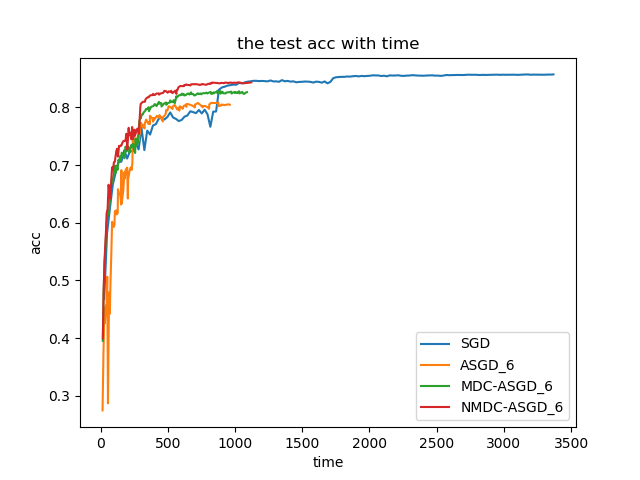 the test acc with time
acc
0.8
0.7
0.6
0.5
0.4
0.3
SGD
ASGD_6
MDC-ASGD_6
NMDC-ASGD_6
0 500 1000 1500 2000 2500 3000 3500
time